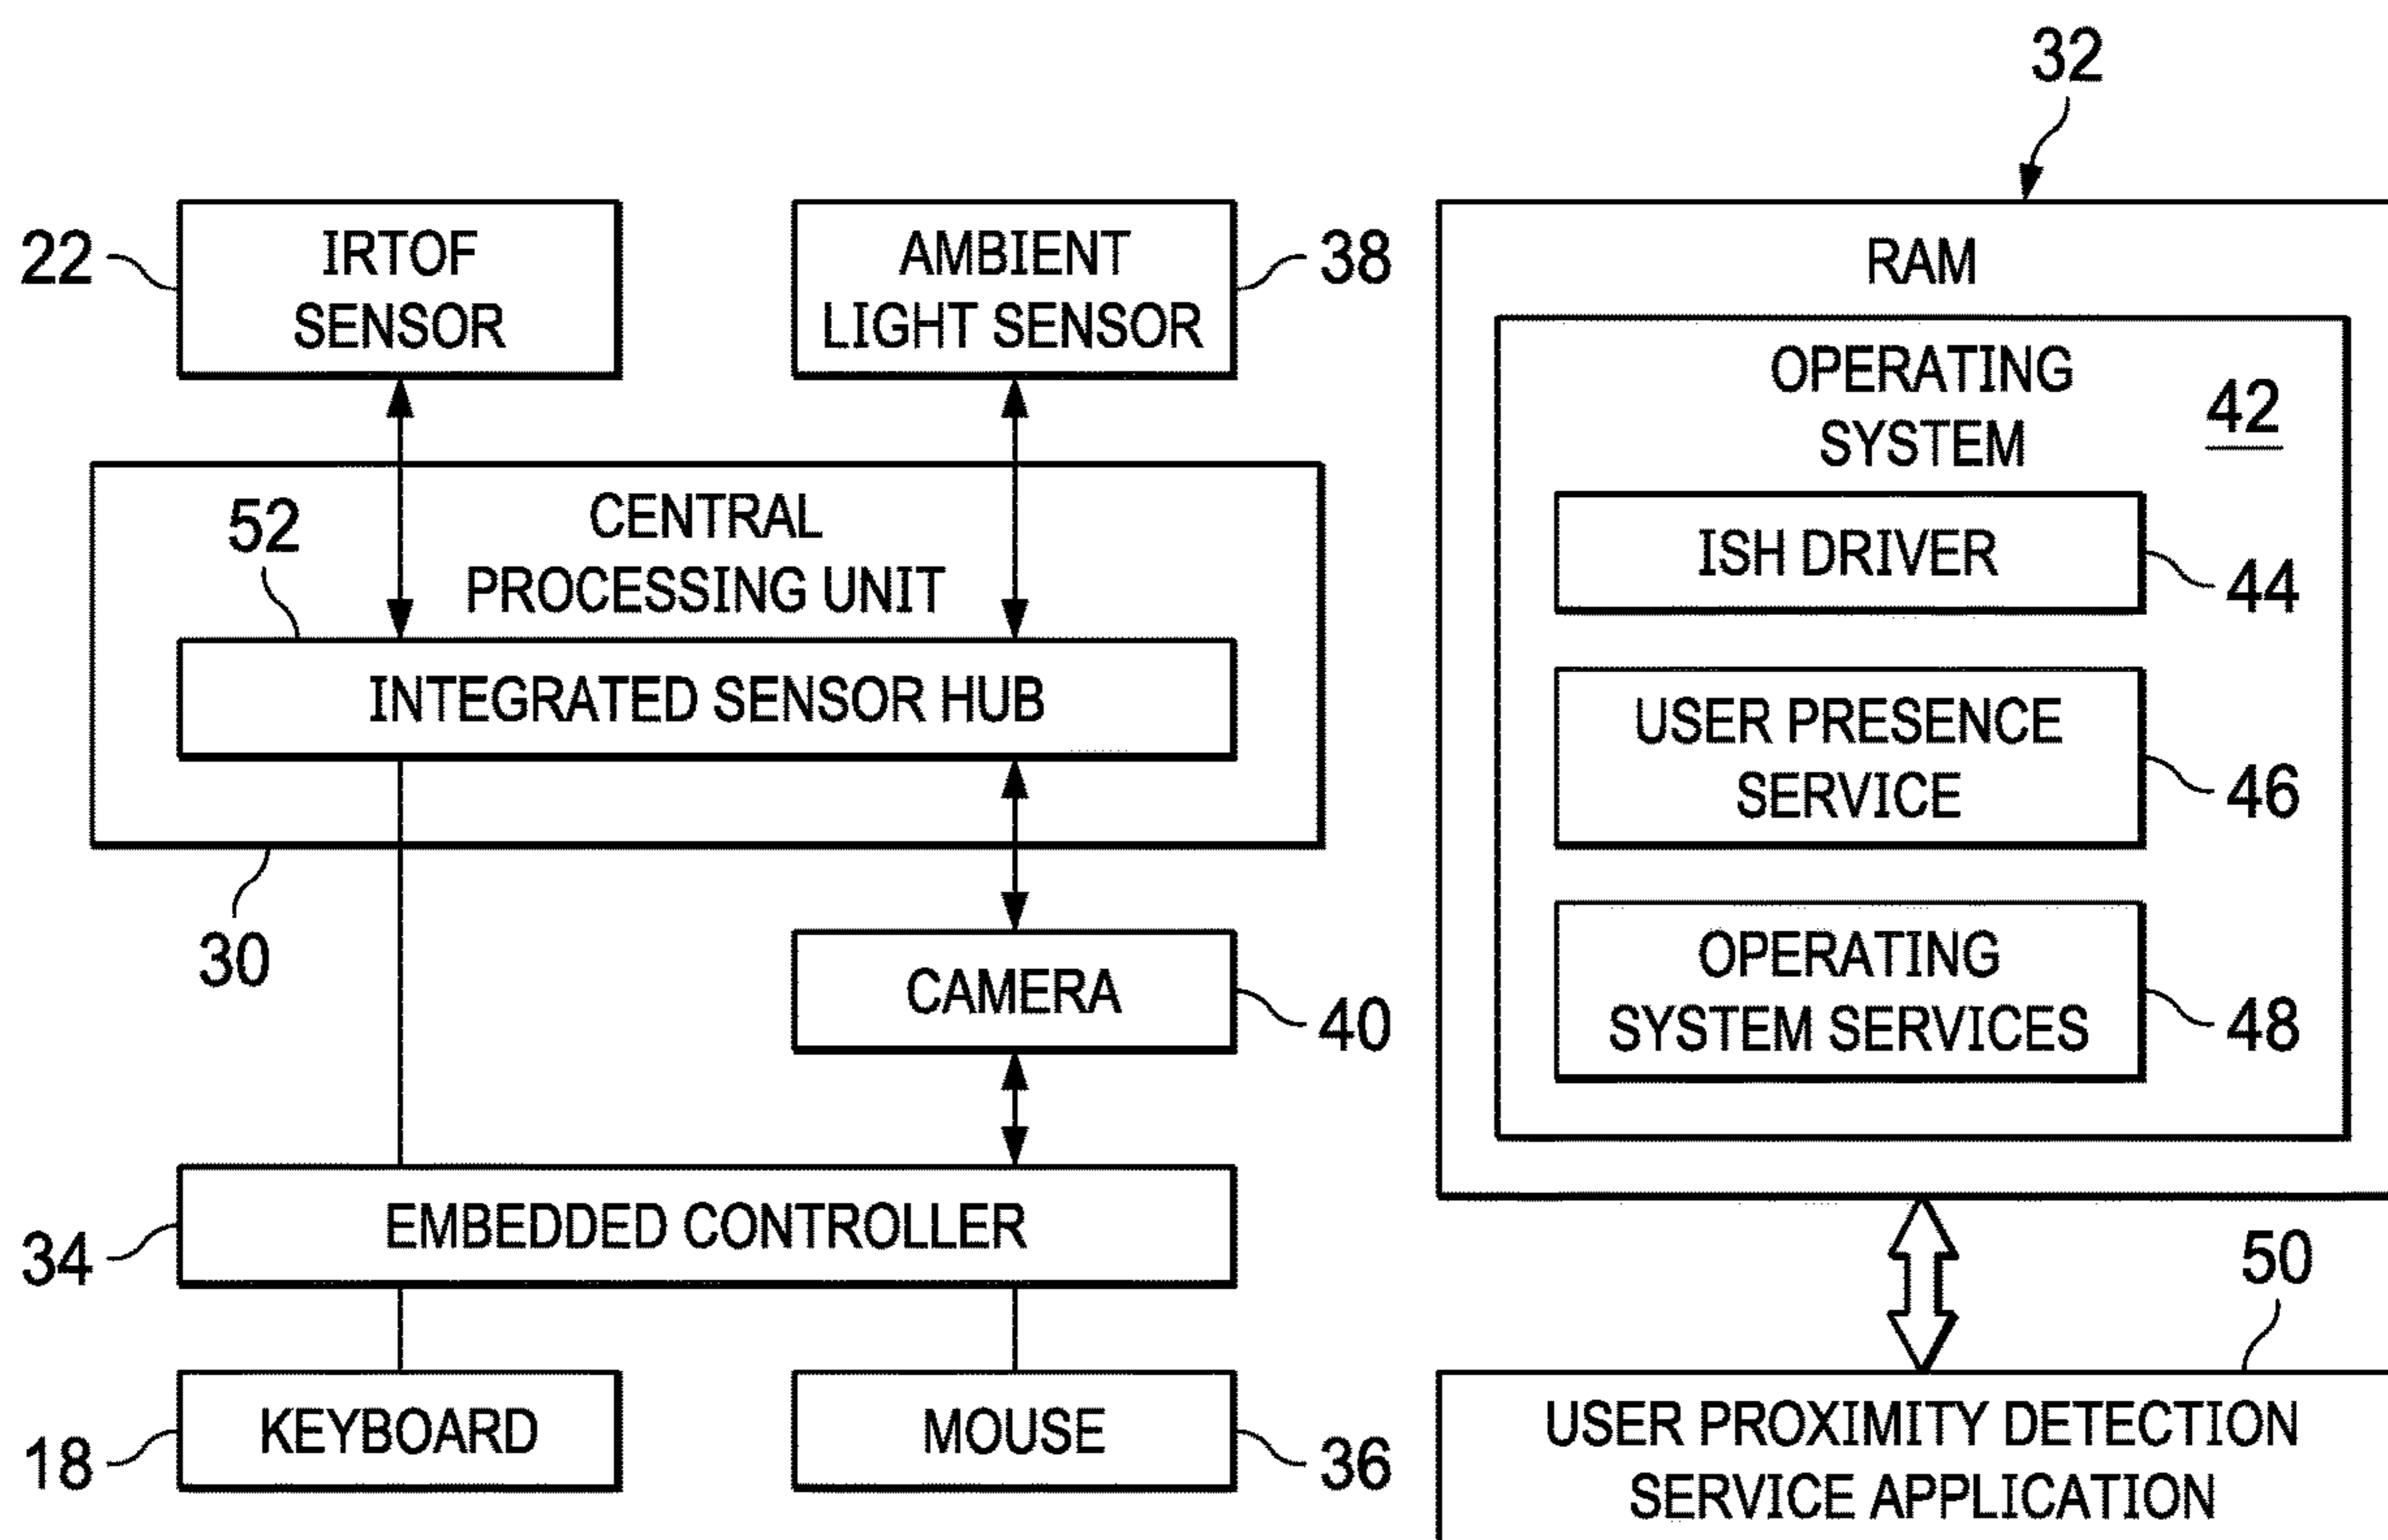 32
22
IRTOF
SENSOR
AMBIENT
LIGHT SENSOR
38
52
CENTRAL
PROCESSING UNIT
INTEGRATED SENSOR HUB
30
CAMERA
40
34
EMBEDDED CONTROLLER
18
KEYBOARD
MOUSE
36
RAM
OPERATING
SYSTEM
42
ISH DRIVER
44
USER PRESENCE
SERVICE
46
OPERATING
SYSTEM SERVICES
48
50
USER PROXIMITY DETECTION
SERVICE APPLICATION